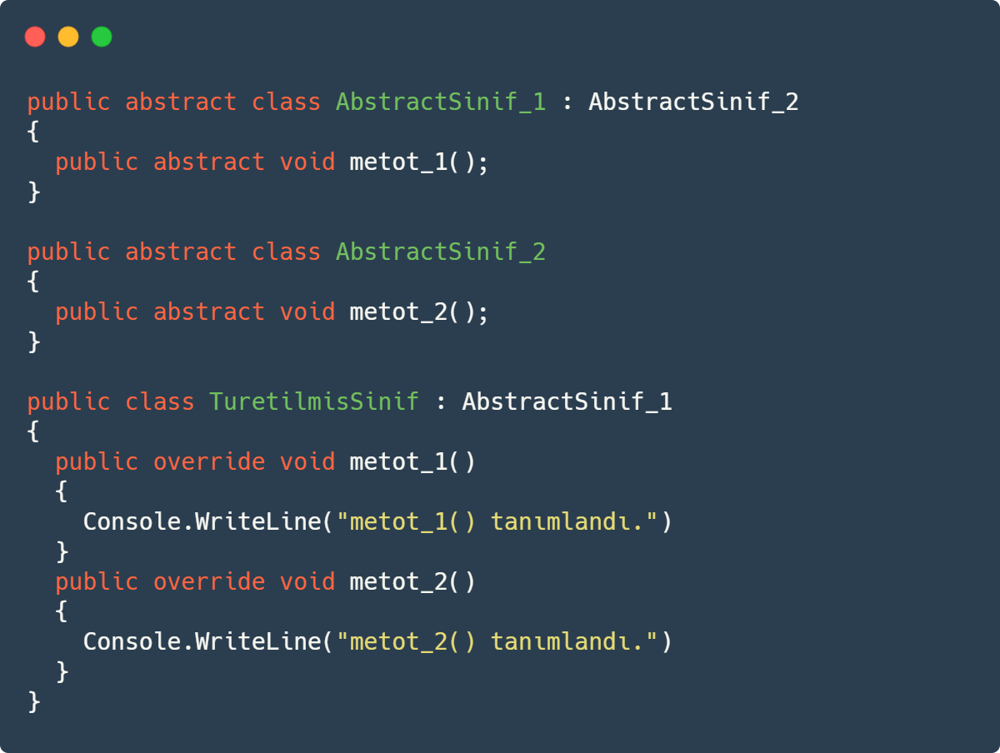 public abstract class AbstractSinif_1 : AbstractSinif_2
{
  public abstract void metot_1();
}

public abstract class AbstractSinif_2
{
  public abstract void metot_2();
}

public class TuretilmisSinif : AbstractSinif_1
{
  public override void metot_1()
  {
    Console.WriteLine("metot_1() tanımlandı.")
  }
  public override void metot_2()
  {
    Console.WriteLine("metot_2() tanımlandı.")
  }
}